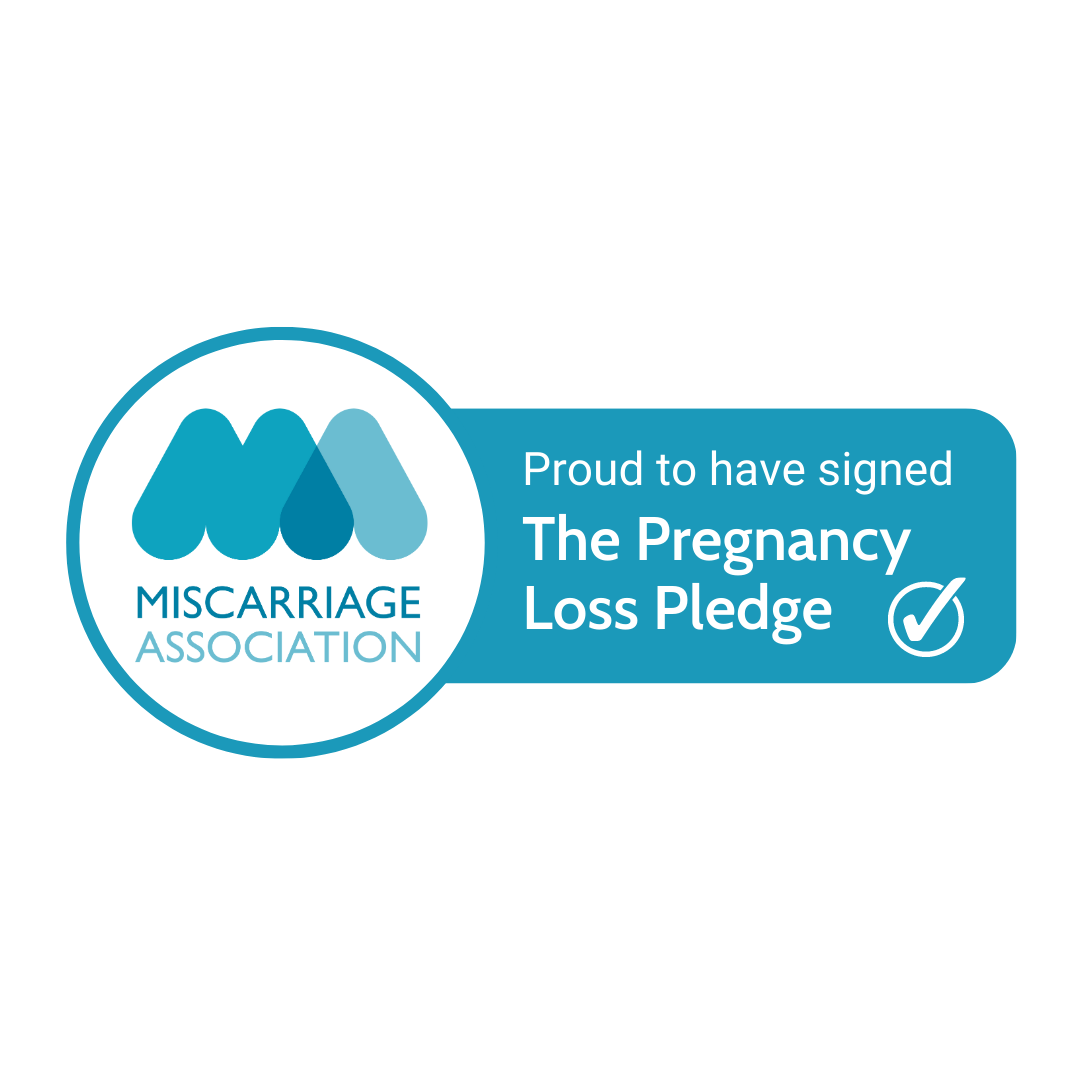 MISCARRIAGE
ASSOCIATION
Proud to have signed
The Pregnancy
Loss Pledge